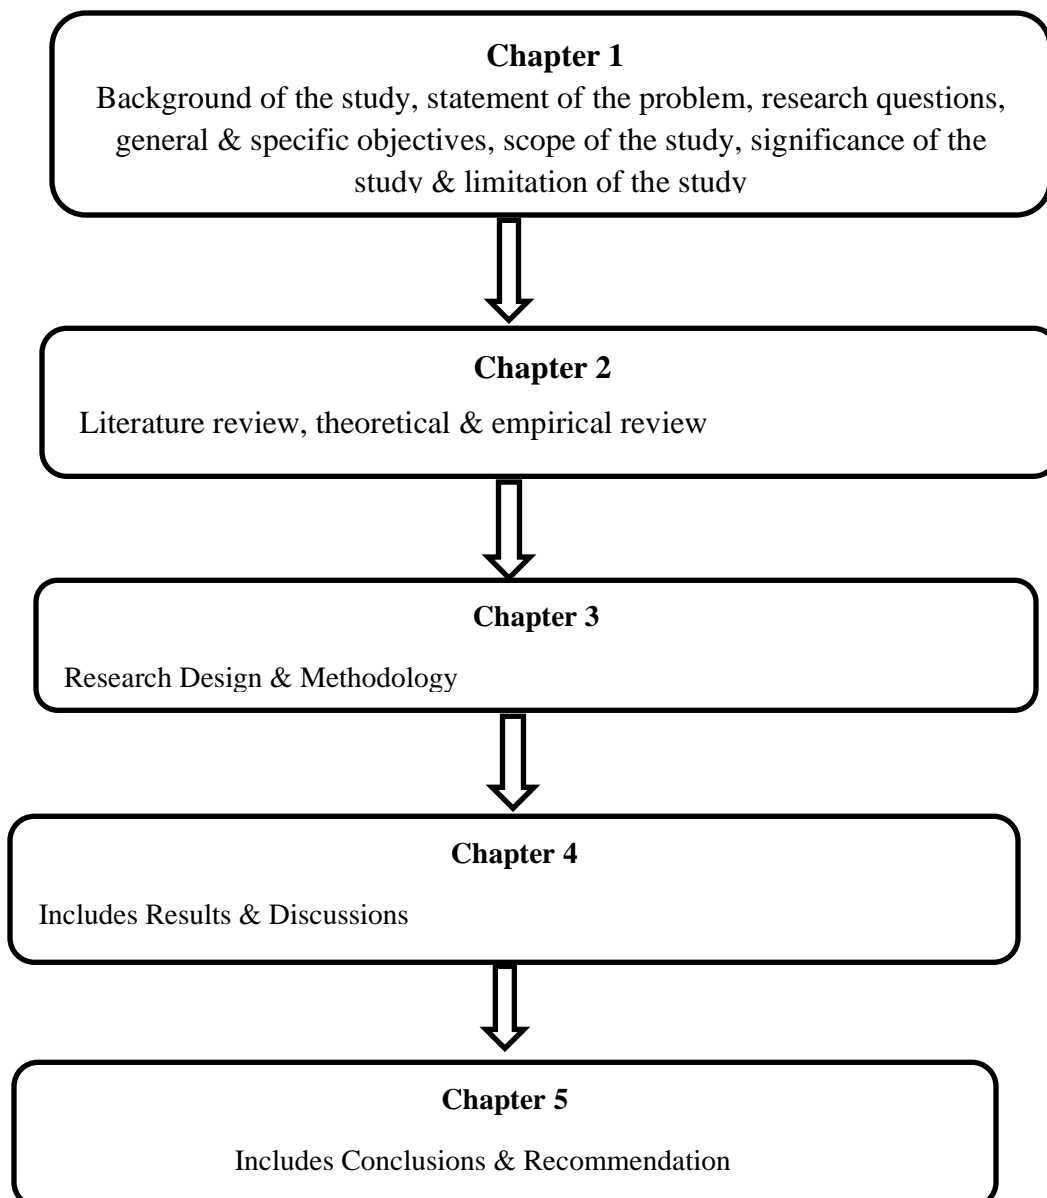 Chapter 1
Background of the study, statement of the problem, research questions,
general & specific objectives, scope of the study, significance of the
study & limitation of the study
Chapter 2
Literature review, theoretical & empirical review
Chapter 3
Research Design & Methodology
Chapter 4
Includes Results & Discussions
Chapter 5
Includes Conclusions & Recommendation